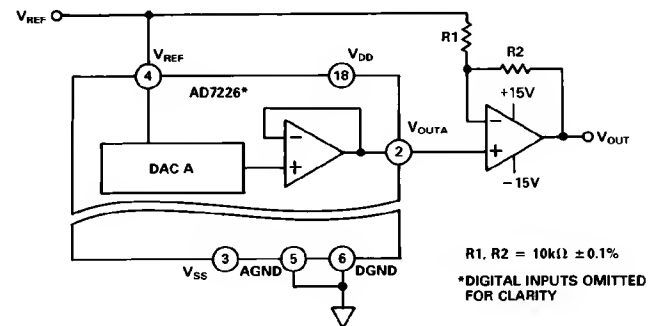 VREF
R1
R2
VREF
4
VDD
18
AD7226*
+15V
VOUTA
−
+
2
−
+
VOUT
DAC A
−15V
VSS
3
AGND
5
6
DGND
R1, R2 = 10kΩ ±0.1%
*DIGITAL INPUTS OMITTED
FOR CLARITY